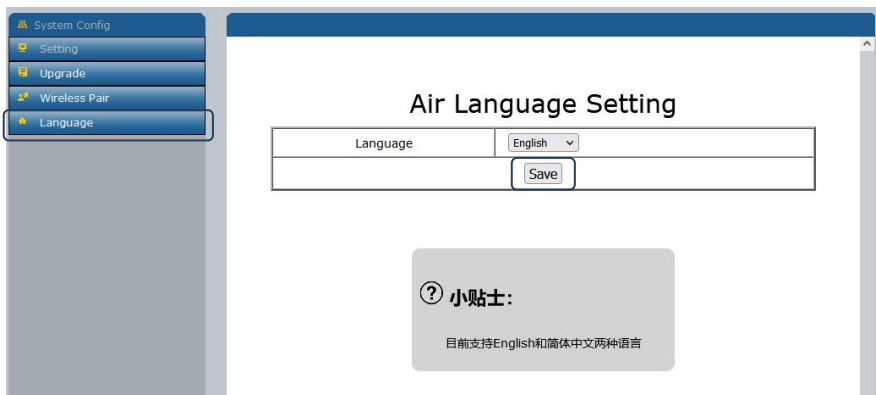 System Config
Setting
Upgrade
Wireless Pair
Language
Air Language Setting
Language English
Save
? 小贴士：
目前支持English和简体中文两种语言